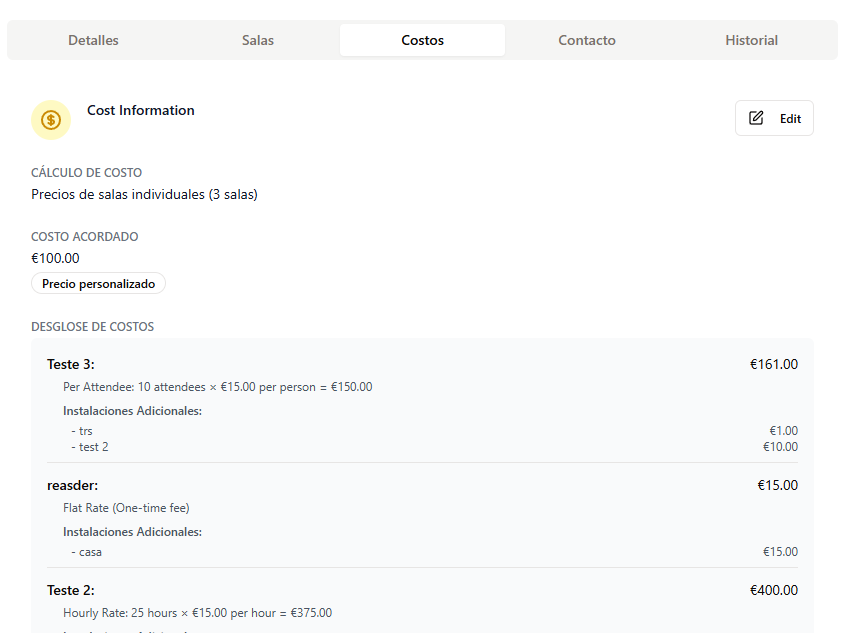 Detalles Salas Costos Contacto Historial
Cost Information
Edit
CÁLCULO DE COSTO
Precios de salas individuales (3 salas)
COSTO ACORDADO
€100.00
Precio personalizado
DESGLOSE DE COSTOS
Teste 3: €161.00
Per Attendee: 10 attendees × €15.00 per person = €150.00
Instalaciones Adicionales:
- trs €1.00
- test 2 €10.00
reasder: €15.00
Flat Rate (One-time fee)
Instalaciones Adicionales:
- casa €15.00
Teste 2: €400.00
Hourly Rate: 25 hours × €15.00 per hour = €375.00